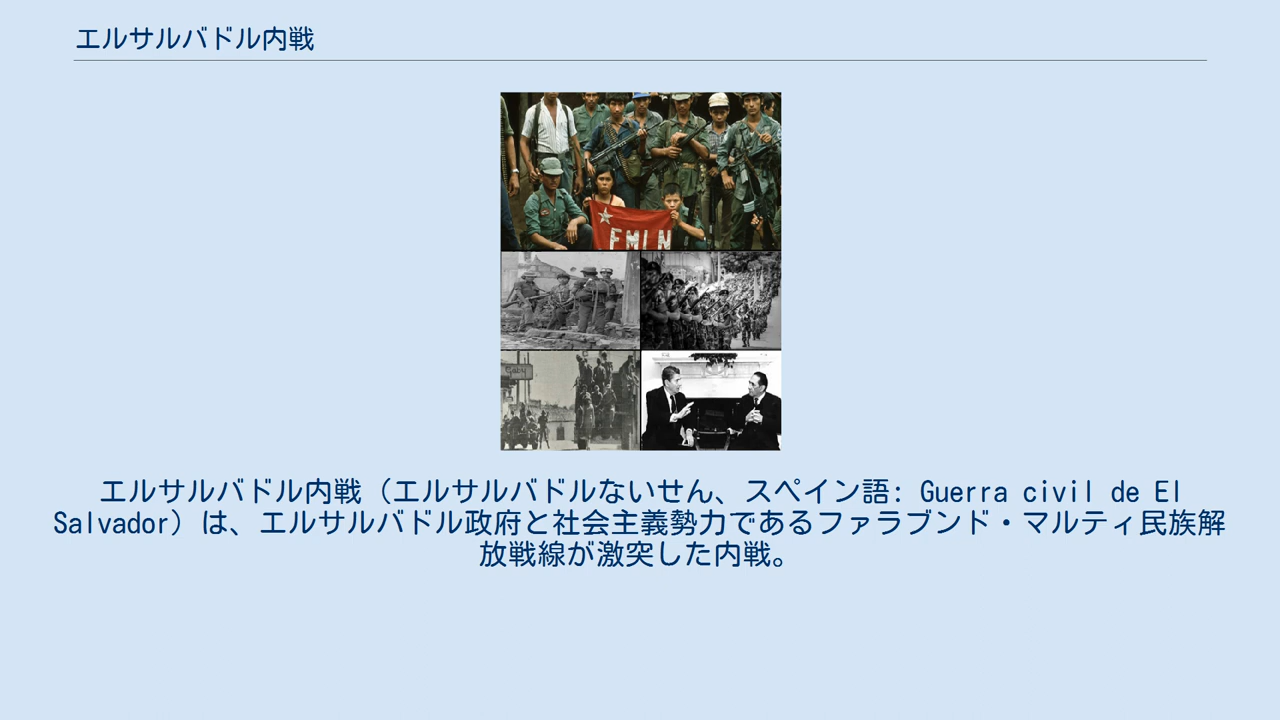 エルサルバドル内戦
FMLN
エルサルバドル内戦（エルサルバドルないせん、スペイン語: Guerra civil de El
Salvador）は、エルサルバドル政府と社会主義勢力であるファラブンド・マルティ民族解
放戦線が激突した内戦。